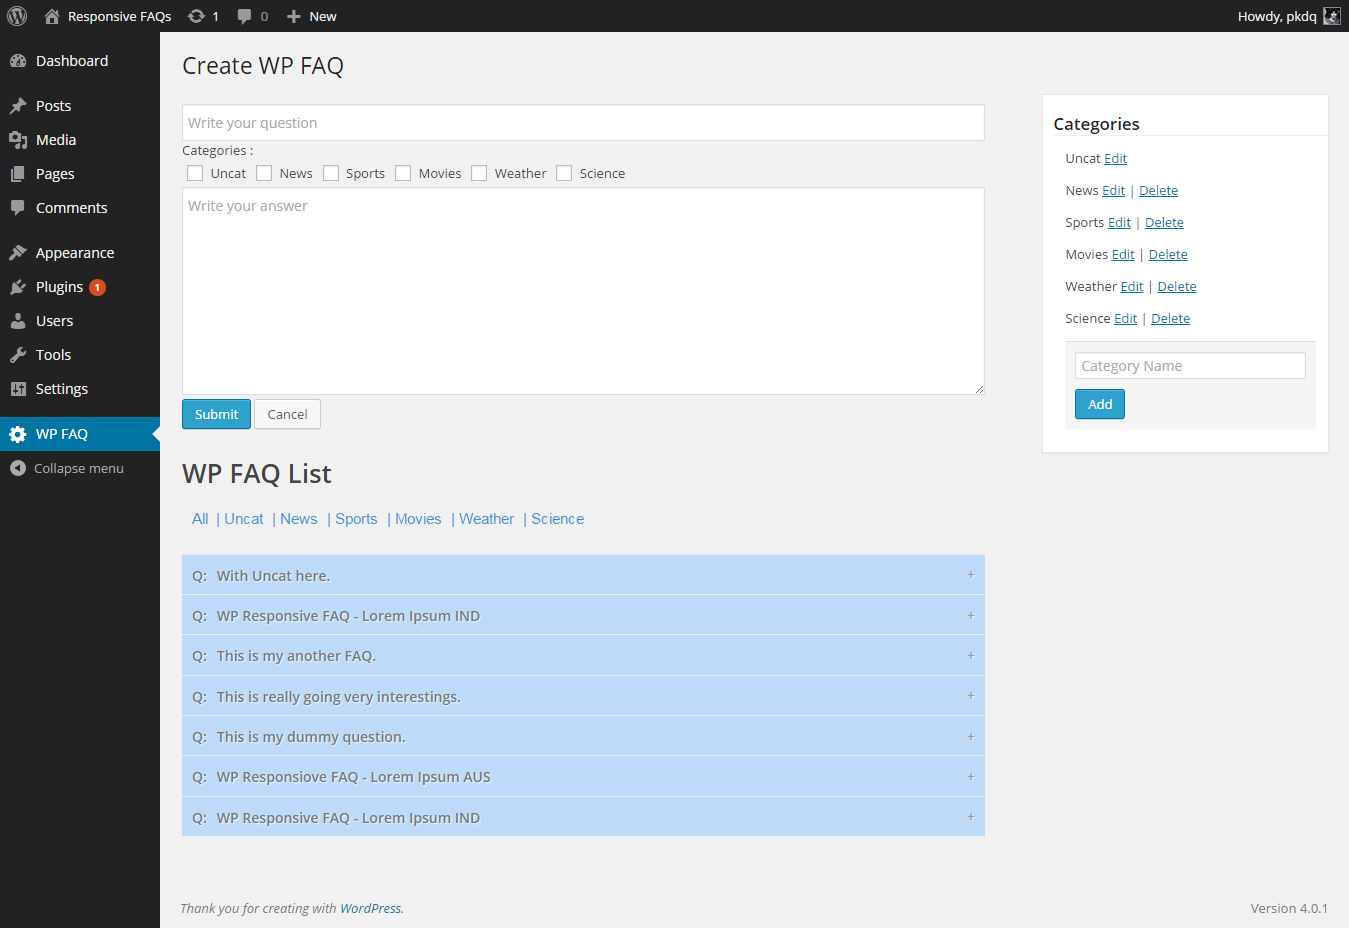 Responsive FAQs 1 0 New Howdy, pkdq
Dashboard
Posts
Media
Pages
Comments
Appearance
Plugins 1
Users
Tools
Settings
WP FAQ
Collapse menu
Create WP FAQ
Write your question
Categories :
Uncat News Sports Movies Weather Science
Write your answer
Submit Cancel
WP FAQ List
All | Uncat | News | Sports | Movies | Weather | Science
Q: With Uncat here. +
Q: WP Responsive FAQ - Lorem Ipsum IND +
Q: This is my another FAQ. +
Q: This is really going very interestings. +
Q: This is my dummy question. +
Q: WP Responsiove FAQ - Lorem Ipsum AUS +
Q: WP Responsive FAQ - Lorem Ipsum IND +
Categories
Uncat Edit
News Edit | Delete
Sports Edit | Delete
Movies Edit | Delete
Weather Edit | Delete
Science Edit | Delete
Category Name
Add
Thank you for creating with WordPress. Version 4.0.1